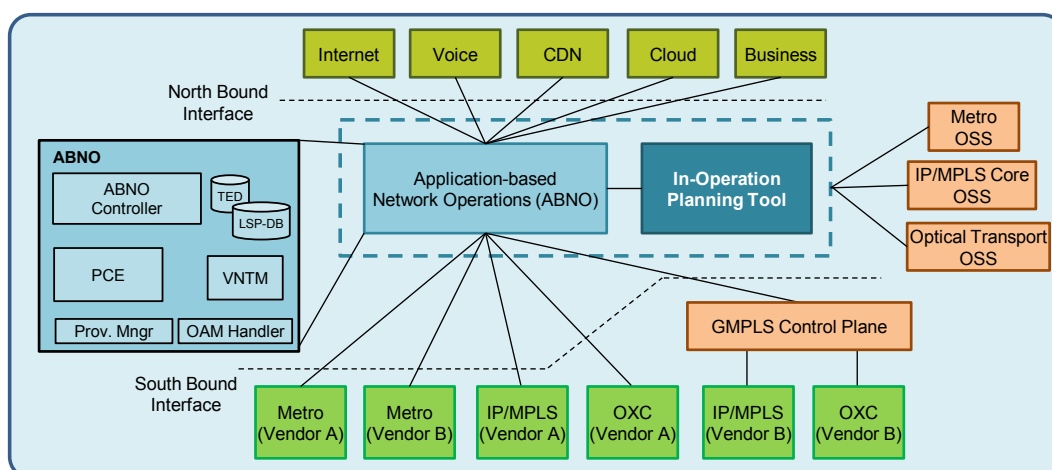 Internet
Voice
CDN
Cloud
Business
North Bound
Interface
Metro
OSS
IP/MPLS Core
OSS
Optical Transport
OSS
ABNO
ABNO
Controller
TED
LSP-DB
PCE
VNTM
Prov. Mngr
OAM Handler
Application-based
Network Operations (ABNO)
In-Operation
Planning Tool
GMPLS Control Plane
South Bound
Interface
Metro
(Vendor A)
Metro
(Vendor B)
IP/MPLS
(Vendor A)
OXC
(Vendor A)
IP/MPLS
(Vendor B)
OXC
(Vendor B)